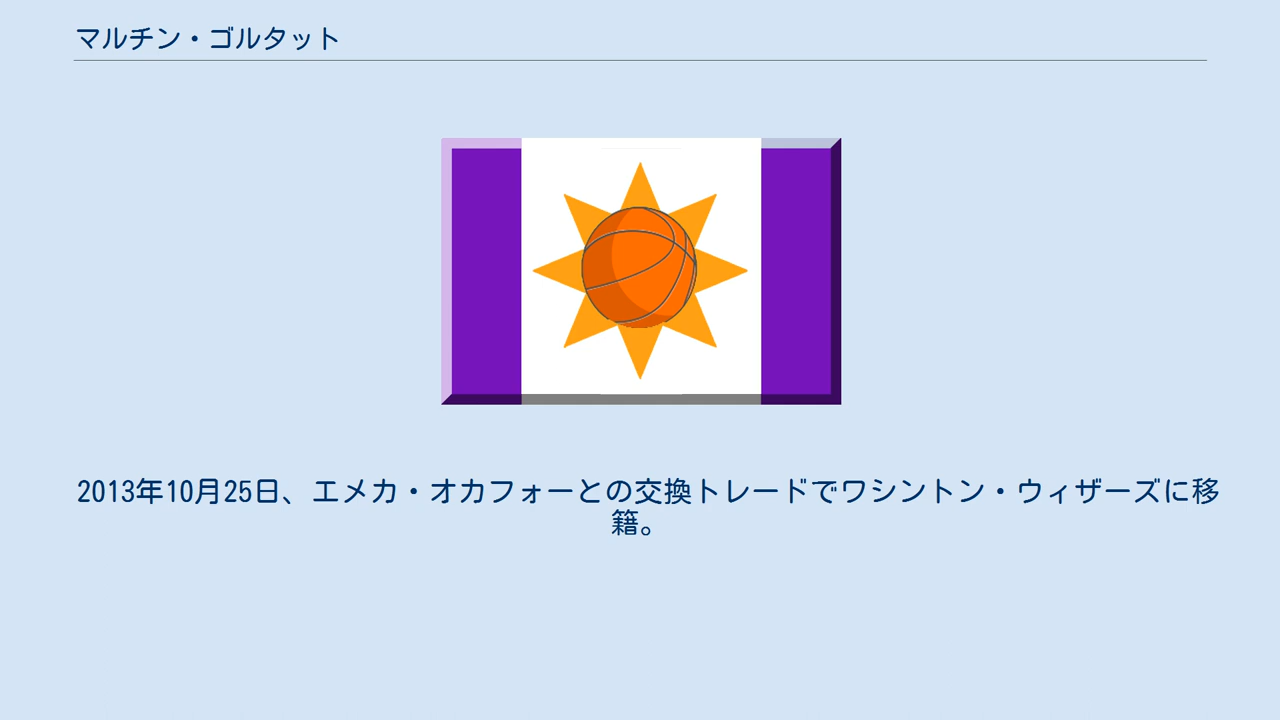 マルチン・ゴルタット
2013年10月25日、エメカ・オカフォーとの交換トレードでワシントン・ウィザーズに移
籍。